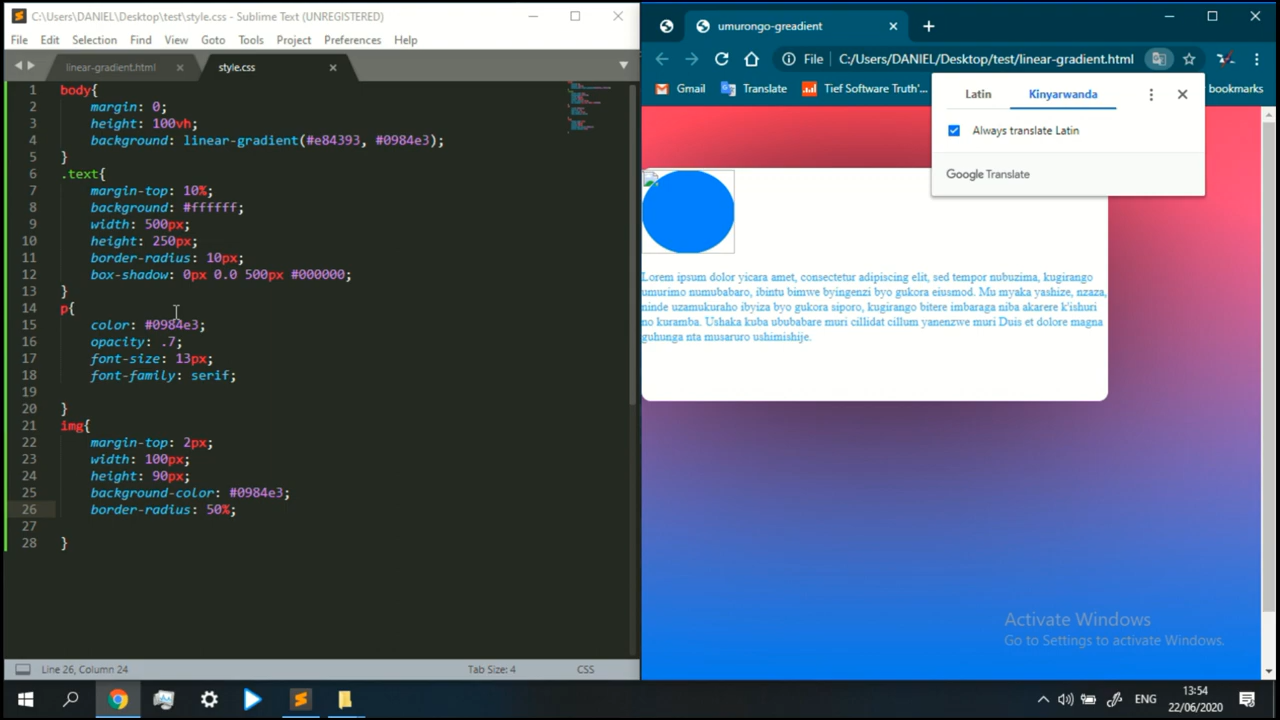 C:\Users\DANIEL\Desktop\test\style.css - Sublime Text (UNREGISTERED)
File Edit Selection Find View Goto Tools Project Preferences Help
linear-gradient.html
style.css
1 body{
2 margin: 0;
3 height: 100vh;
4 background: linear-gradient(#e84393, #0984e3);
5 }
6 .text{
7 margin-top: 10%;
8 background: #ffffff;
9 width: 500px;
10 height: 250px;
11 border-radius: 10px;
12 box-shadow: 0px 0.0 500px #000000;
13 }
14 p{
15 color: #0984e3;
16 opacity: .7;
17 font-size: 13px;
18 font-family: serif;
19
20 }
21 img{
22 margin-top: 2px;
23 width: 100px;
24 height: 90px;
25 background-color: #0984e3;
26 border-radius: 50%;
27
28 }
Line 26, Column 24
Tab Size: 4
CSS
umurongo-greadient
File C:/Users/DANIEL/Desktop/test/linear-gradient.html
Gmail Translate Tief Software Truth'... bookmarks
Latin Kinyarwanda
Always translate Latin
Google Translate
Lorem ipsum dolor yicara amet, consectetur adipiscing elit, sed tempor nubuzima, kugirango
umurimo numubabaro, ibintu bimwe byingenzi byo gukora eiusmod. Mu myaka yashize, nzaza,
ninde uzamukuraho ibyiza byo gukora siporo, kugirango bitere imbaraga niba akarere k'ishuri
no kuramba. Ushaka kuba ububabare muri cillidat cillum yanenzwe muri Duis et dolore magna
guhunga nta musaruro ushimishije.
Activate Windows
Go to Settings to activate Windows.
ENG
13:54
22/06/2020